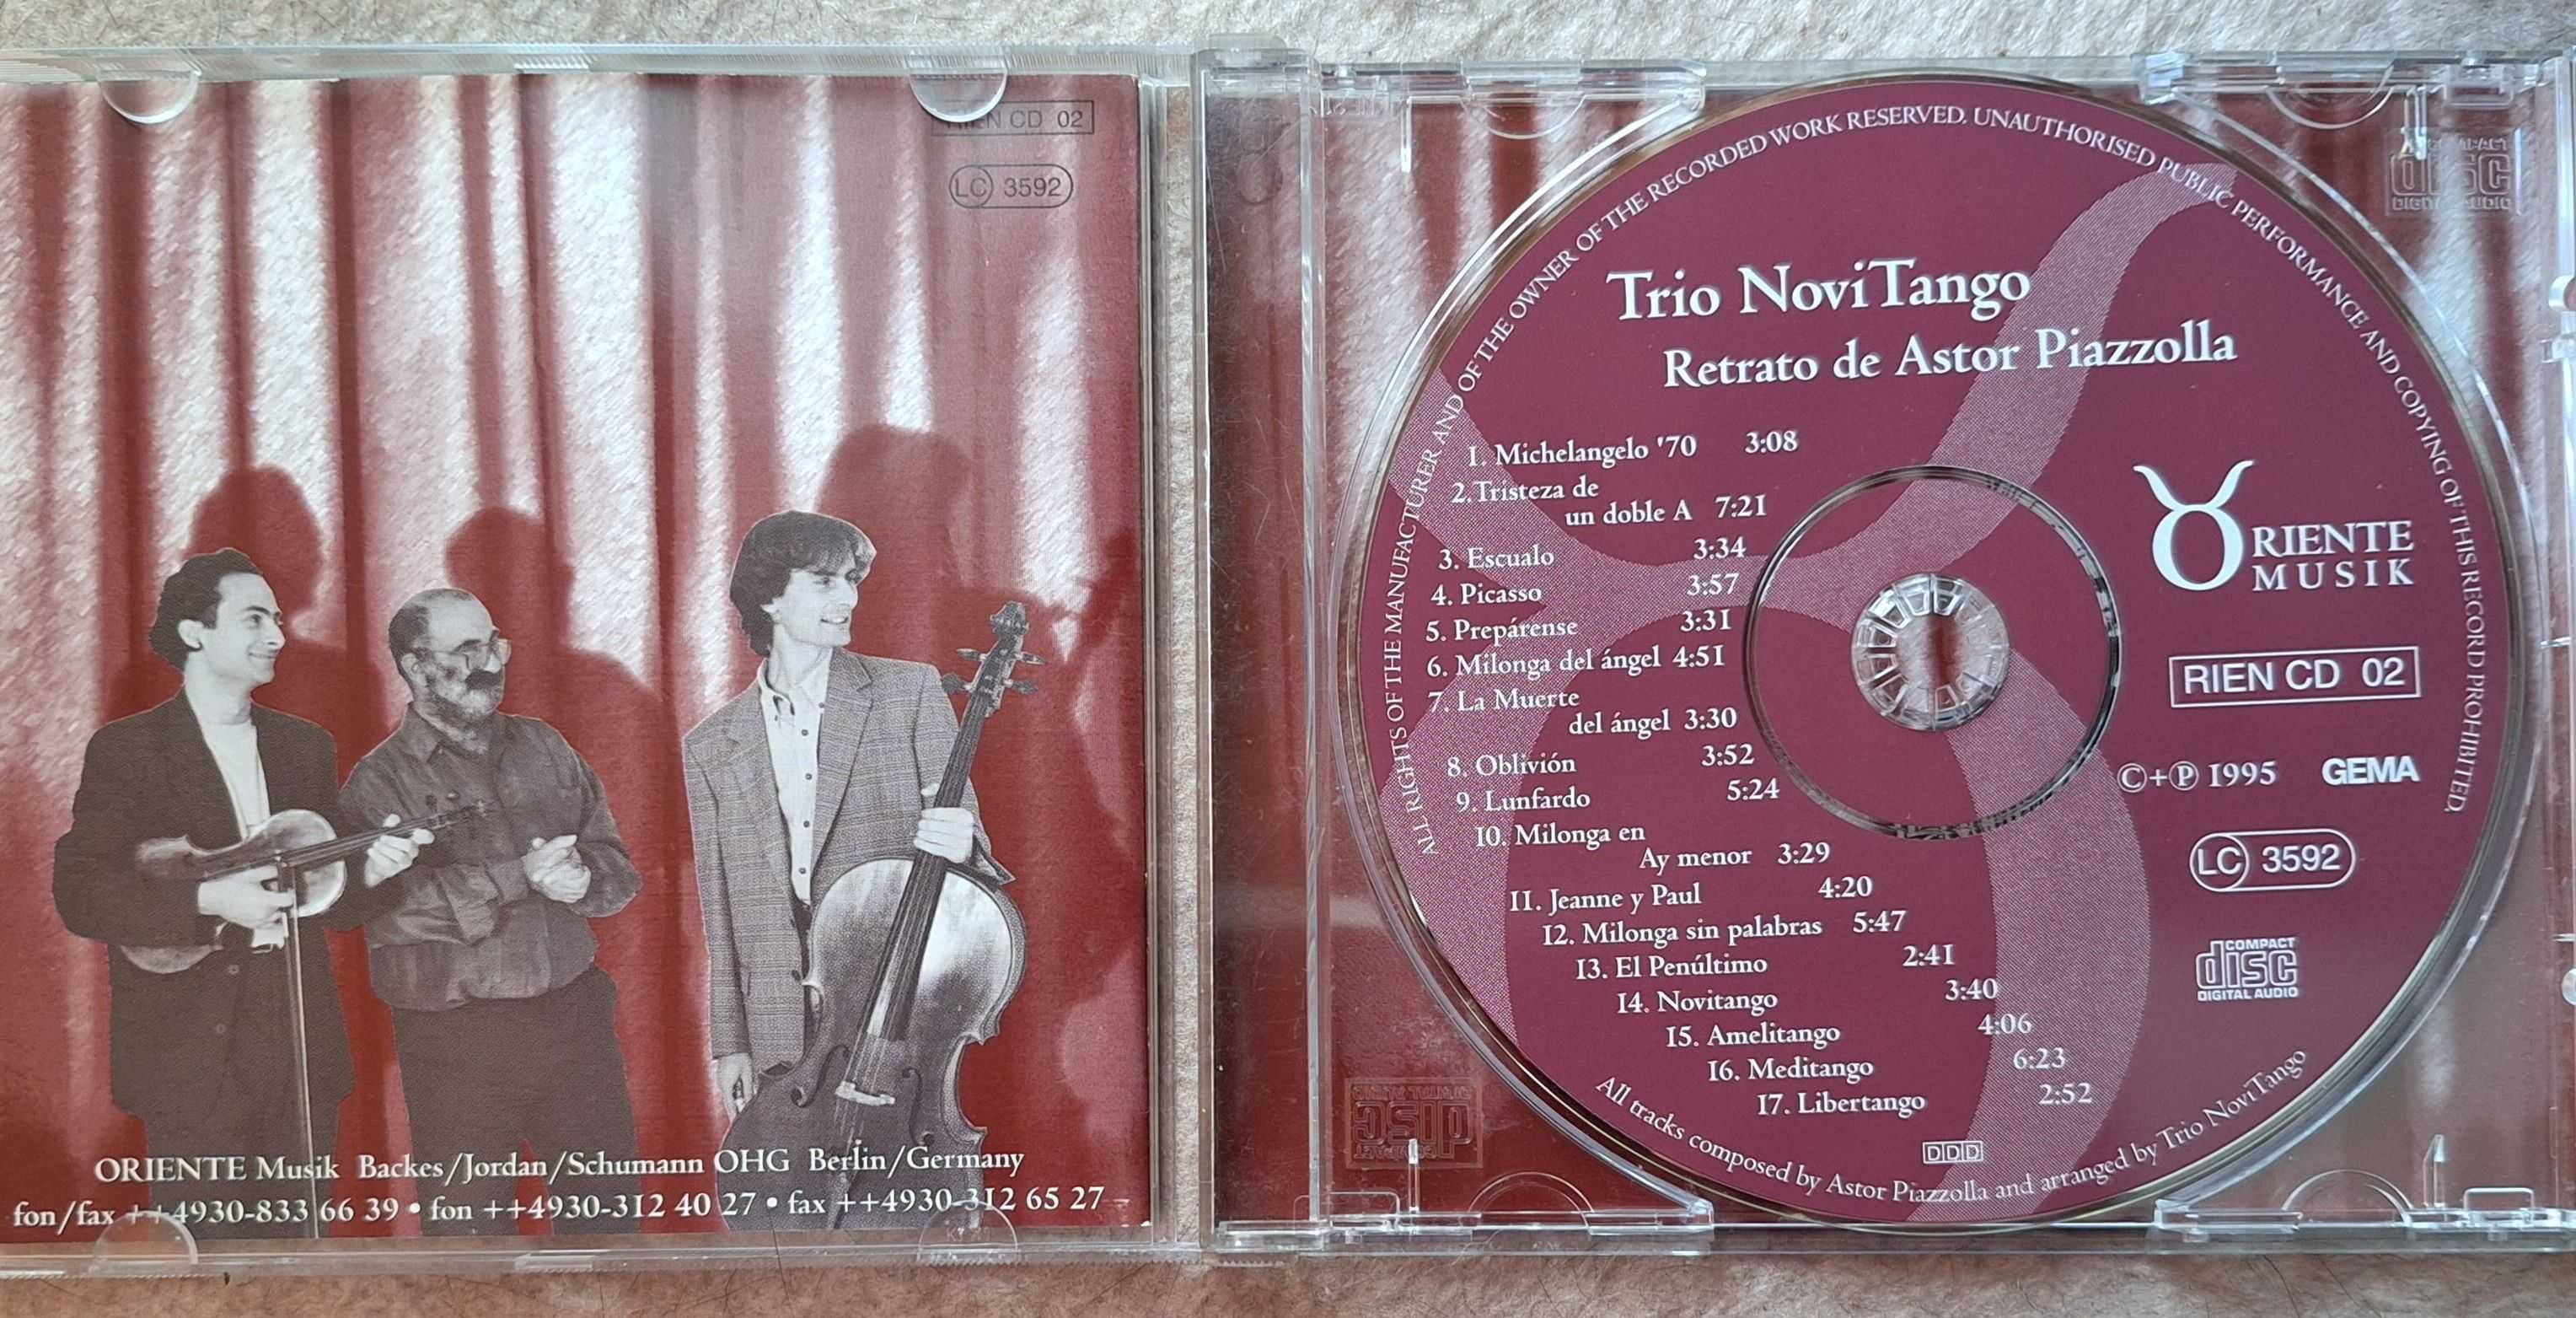 RIEN CD 02
LC 3592
ORIENTE Musik Backes/Jordan/Schumann OHG Berlin/Germany
fon/fax ++4930-833 66 39 • fon ++4930-312 40 27 • fax ++4930-312 65 27
ALL RIGHTS OF THE MANUFACTURER AND OF THE OWNER OF THE RECORDED WORK RESERVED. UNAUTHORISED PUBLIC PERFORMANCE AND COPYING OF THIS RECORD PROHIBITED.
Trio NoviTango
Retrato de Astor Piazzolla
1. Michelangelo '70 3:08
2. Tristeza de
un doble A 7:21
3. Escualo 3:34
4. Picasso 3:57
5. Prepárense 3:31
6. Milonga del ángel 4:51
7. La Muerte
del ángel 3:30
8. Oblivión 3:52
9. Lunfardo 5:24
10. Milonga en
Ay menor 3:29
11. Jeanne y Paul 4:20
12. Milonga sin palabras 5:47
13. El Penúltimo 2:41
14. Novitango 3:40
15. Amelitango 4:06
16. Meditango 6:23
17. Libertango 2:52
ORIENTE
MUSIK
RIEN CD 02
©+℗ 1995 GEMA
LC 3592
COMPACT
disc
DIGITAL AUDIO
DDD
All tracks composed by Astor Piazzolla and arranged by Trio NoviTango
COMPACT
disc
DIGITAL AUDIO
COMPACT
disc
DIGITAL AUDIO